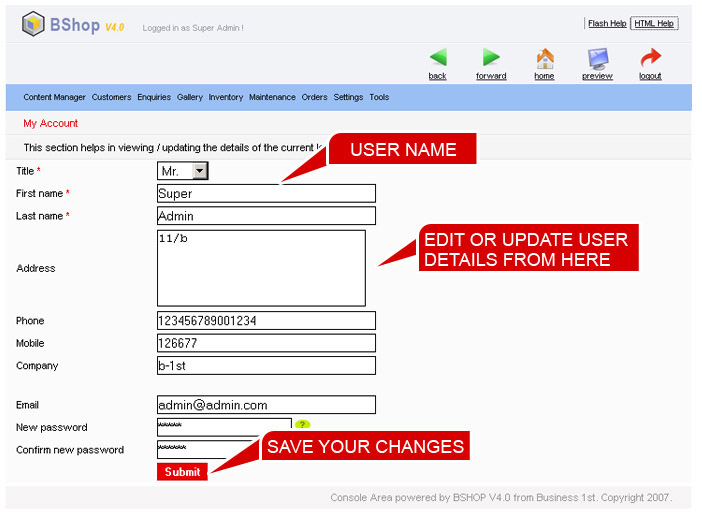 BShop V4.0 Logged in as Super Admin ! Flash Help HTML Help
back forward home preview logout
Content Manager Customers Enquiries Gallery Inventory Maintenance Orders Settings Tools
My Account
This section helps in viewing / updating the details of the current
USER NAME
Title * Mr.
First name * Super
Last name * Admin
EDIT OR UPDATE USER
DETAILS FROM HERE
Address 11/b
Phone 123456789001234
Mobile 126677
Company b-1st
Email admin@admin.com
New password ***** ?
Confirm new password ******
SAVE YOUR CHANGES
Submit
Console Area powered by BSHOP V4.0 from Business 1st. Copyright 2007.